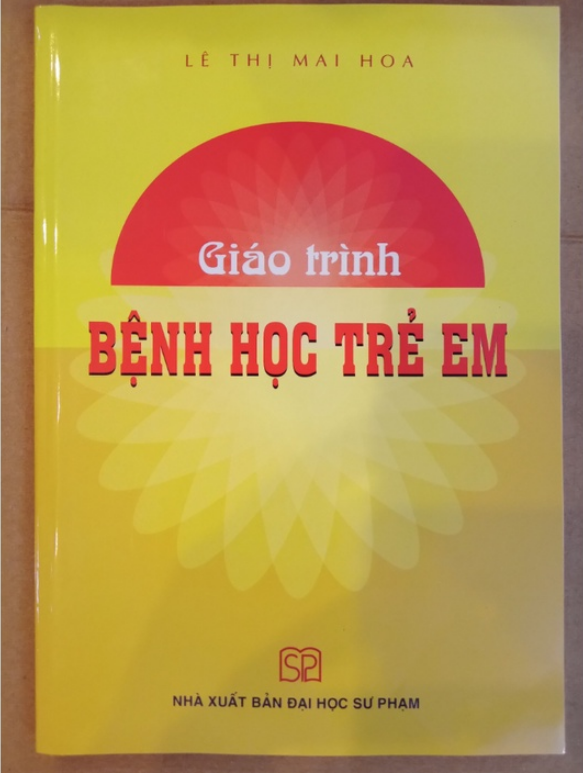 LÊ THỊ MAI HOA
Giáo trình
BỆNH HỌC TRẺ EM
SP
NHÀ XUẤT BẢN ĐẠI HỌC SƯ PHẠM